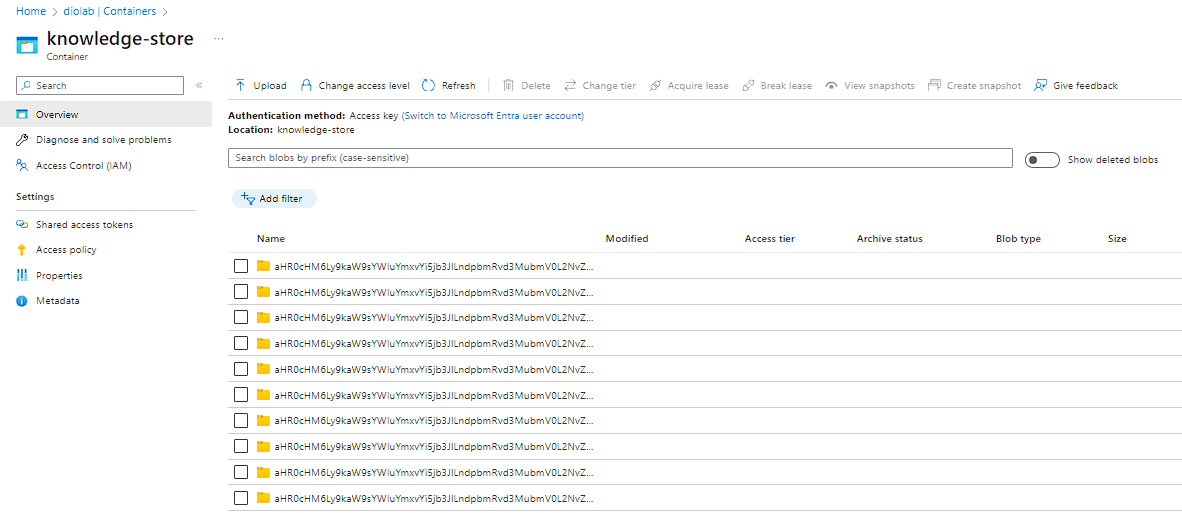 Home > diolab | Containers >
knowledge-store ...
Container
Search «
Overview
Diagnose and solve problems
Access Control (IAM)
Settings
Shared access tokens
Access policy
Properties
Metadata
Upload Change access level Refresh Delete Change tier Acquire lease Break lease View snapshots Create snapshot Give feedback
Authentication method: Access key (Switch to Microsoft Entra user account)
Location: knowledge-store
Search blobs by prefix (case-sensitive) Show deleted blobs
Add filter
Name Modified Access tier Archive status Blob type Size
aHR0cHM6Ly9kaW9sYWIuYmxvYi5jb3JlLndpbmRvd3MubmV0L2NvZ...
aHR0cHM6Ly9kaW9sYWIuYmxvYi5jb3JlLndpbmRvd3MubmV0L2NvZ...
aHR0cHM6Ly9kaW9sYWIuYmxvYi5jb3JlLndpbmRvd3MubmV0L2NvZ...
aHR0cHM6Ly9kaW9sYWIuYmxvYi5jb3JlLndpbmRvd3MubmV0L2NvZ...
aHR0cHM6Ly9kaW9sYWIuYmxvYi5jb3JlLndpbmRvd3MubmV0L2NvZ...
aHR0cHM6Ly9kaW9sYWIuYmxvYi5jb3JlLndpbmRvd3MubmV0L2NvZ...
aHR0cHM6Ly9kaW9sYWIuYmxvYi5jb3JlLndpbmRvd3MubmV0L2NvZ...
aHR0cHM6Ly9kaW9sYWIuYmxvYi5jb3JlLndpbmRvd3MubmV0L2NvZ...
aHR0cHM6Ly9kaW9sYWIuYmxvYi5jb3JlLndpbmRvd3MubmV0L2NvZ...
aHR0cHM6Ly9kaW9sYWIuYmxvYi5jb3JlLndpbmRvd3MubmV0L2NvZ...